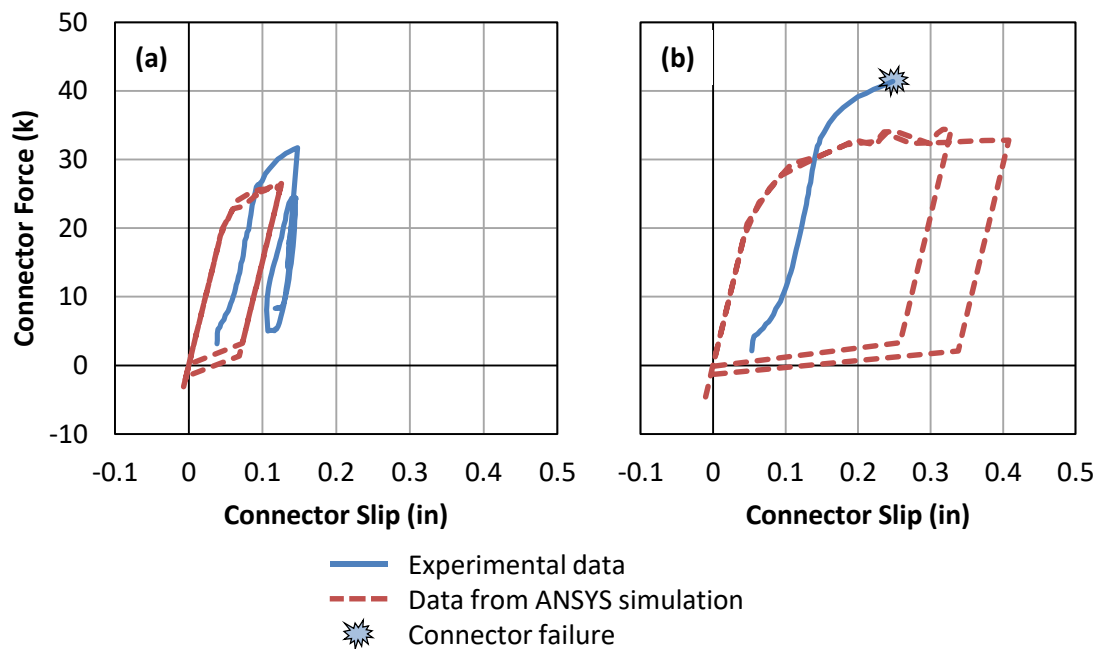 (a)
(b)
Connector Force (k)
50
40
30
20
10
0
-10
-0.1 0 0.1 0.2 0.3 0.4 0.5
-0.1 0 0.1 0.2 0.3 0.4 0.5
Connector Slip (in)
Connector Slip (in)
Experimental data
Data from ANSYS simulation
Connector failure